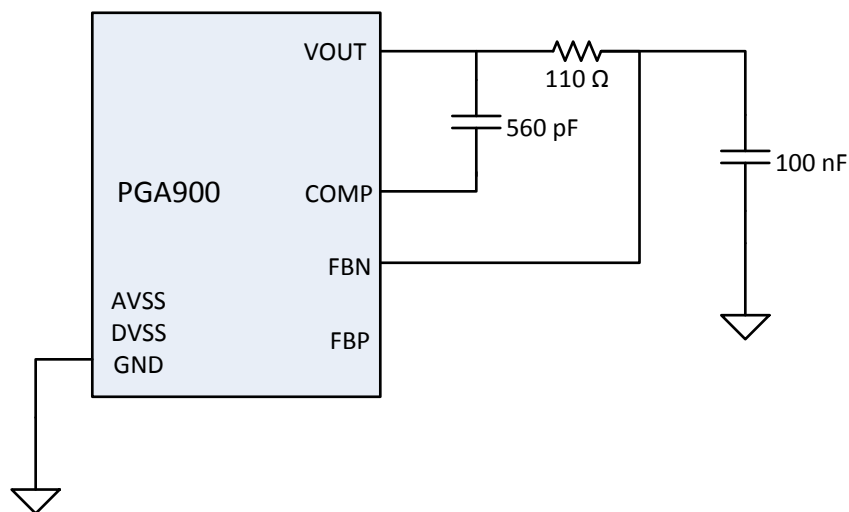 VOUT
110 Ω
560 pF
100 nF
PGA900
COMP
FBN
AVSS
DVSS
GND
FBP